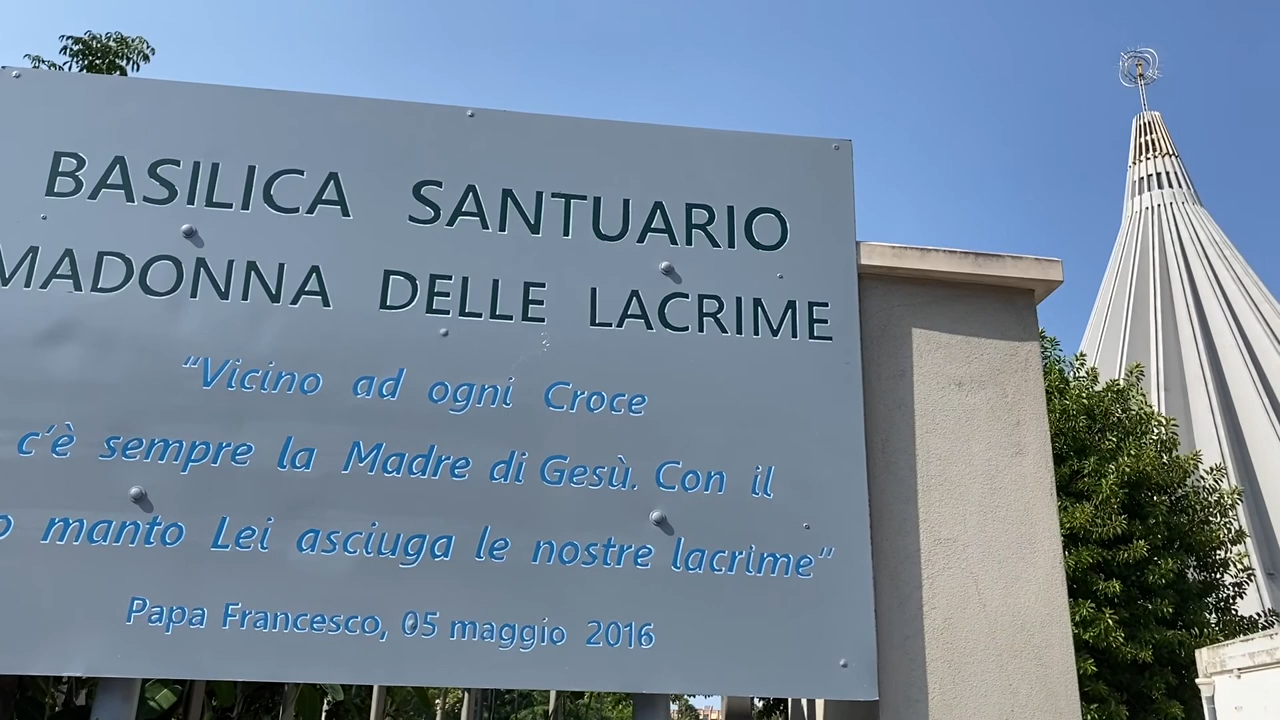 BASILICA SANTUARIO
MADONNA DELLE LACRIME
“Vicino ad ogni Croce
c'è sempre la Madre di Gesù. Con il
manto Lei asciuga le nostre lacrime”
Papa Francesco, 05 maggio 2016